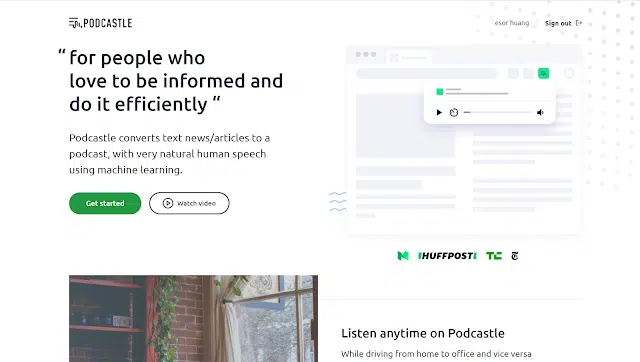 PODCASTLE
esor huang
Sign out
“ for people who
love to be informed and
do it efficiently “
Podcastle converts text news/articles to a
podcast, with very natural human speech
using machine learning.
Get started
Watch video
HUFFPOST
Listen anytime on Podcastle
While driving from home to office and vice versa